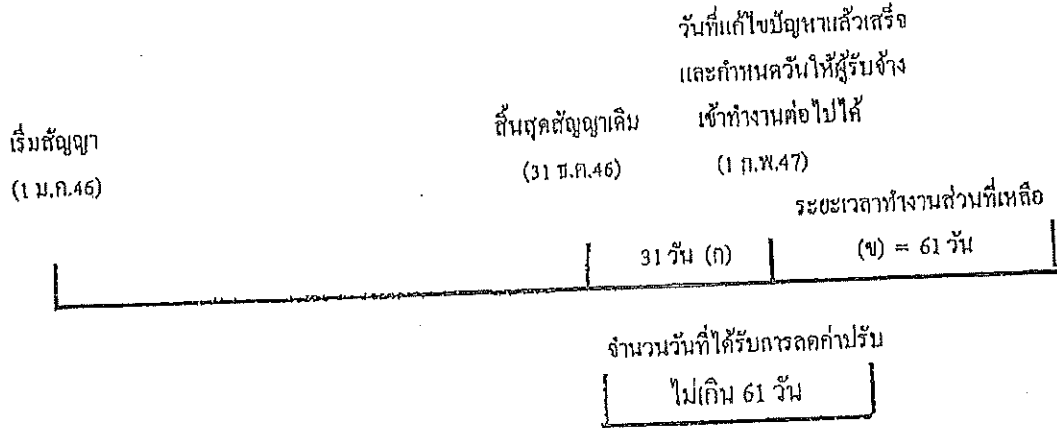 วันที่แก้ไขปัญหาแล้วเสร็จ
และกำหนดวันให้ผู้รับจ้าง
เข้าทำงานต่อไปได้
(1 ก.พ.47)
สิ้นสุดสัญญาเดิม
(31 ธ.ค.46)
เริ่มสัญญา
(1 ม.ค.46)
ระยะเวลาทำงานส่วนที่เหลือ
31 วัน (ก)
(ข) = 61 วัน
จำนวนวันที่ได้รับการลดค่าปรับ
ไม่เกิน 61 วัน